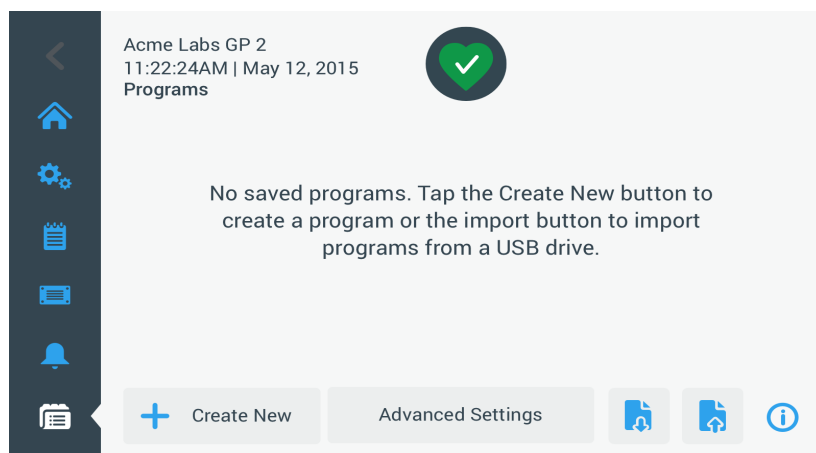 Acme Labs GP 2
11:22:24AM | May 12, 2015
Programs
No saved programs. Tap the Create New button to
create a program or the import button to import
programs from a USB drive.
Create New
Advanced Settings